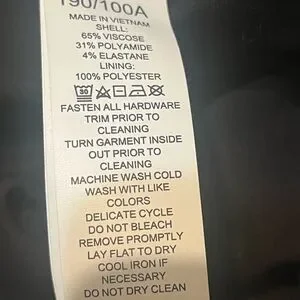 190/100A
MADE IN VIETNAM
SHELL:
65% VISCOSE
31% POLYAMIDE
4% ELASTANE
LINING:
100% POLYESTER
30
FASTEN ALL HARDWARE
TRIM PRIOR TO
CLEANING
TURN GARMENT INSIDE
OUT PRIOR TO
CLEANING
MACHINE WASH COLD
WASH WITH LIKE
COLORS
DELICATE CYCLE
DO NOT BLEACH
REMOVE PROMPTLY
LAY FLAT TO DRY
COOL IRON IF
NECESSARY
DO NOT DRY CLEAN